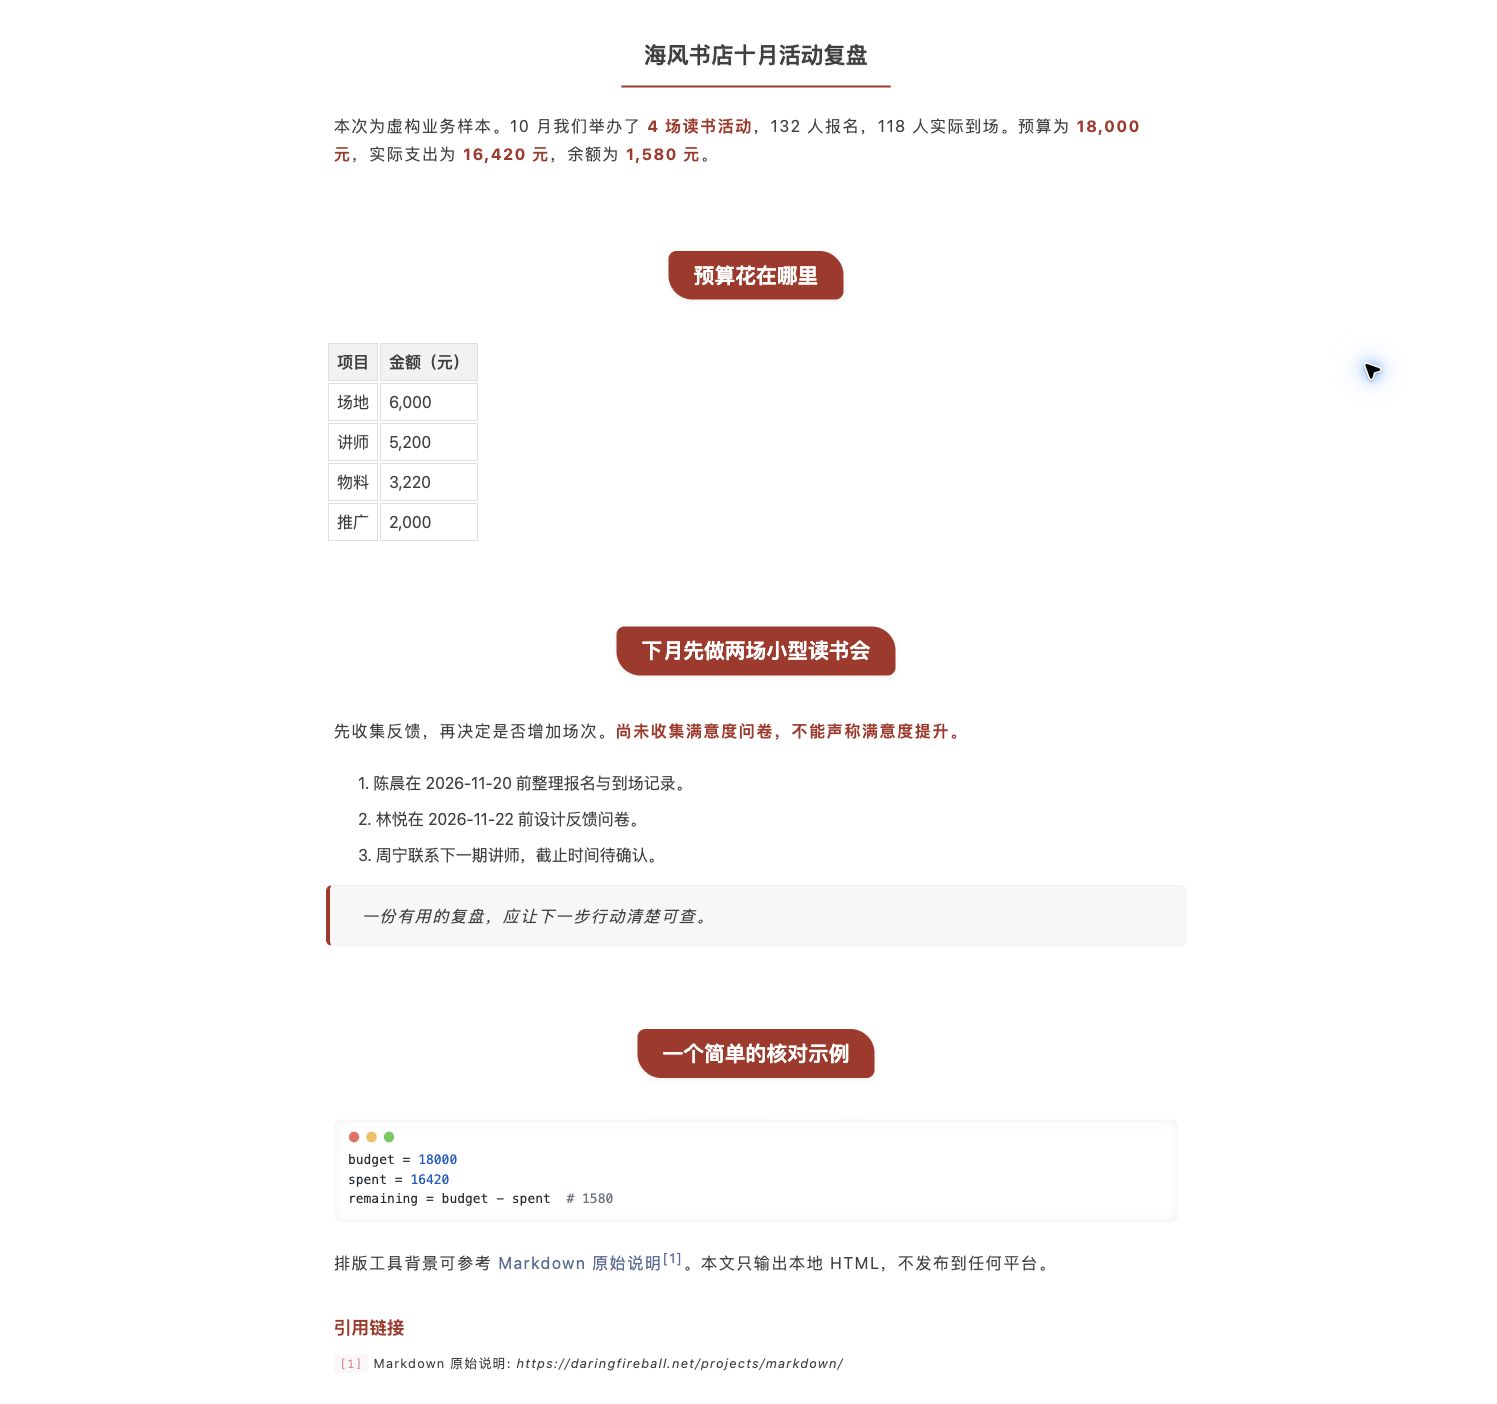 海风书店十月活动复盘
本次为虚构业务样本。10 月我们举办了 4 场读书活动，132 人报名，118 人实际到场。预算为 18,000
元，实际支出为 16,420 元，余额为 1,580 元。
预算花在哪里
项目 金额（元）
场地 6,000
讲师 5,200
物料 3,220
推广 2,000
下月先做两场小型读书会
先收集反馈，再决定是否增加场次。尚未收集满意度问卷，不能声称满意度提升。
1. 陈晨在 2026-11-20 前整理报名与到场记录。
2. 林悦在 2026-11-22 前设计反馈问卷。
3. 周宁联系下一期讲师，截止时间待确认。
一份有用的复盘，应让下一步行动清楚可查。
一个简单的核对示例
budget = 18000
spent = 16420
remaining = budget - spent  # 1580
排版工具背景可参考 Markdown 原始说明[1]。本文只输出本地 HTML，不发布到任何平台。
引用链接
[1] Markdown 原始说明: https://daringfireball.net/projects/markdown/